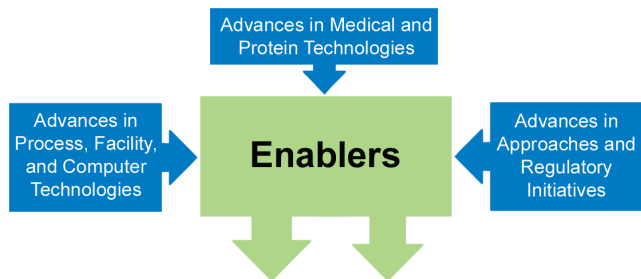 Advances in Medical and
Protein Technologies
Advances in
Process, Facility,
and Computer
Technologies
Enablers
Advances in
Approaches and
Regulatory
Initiatives